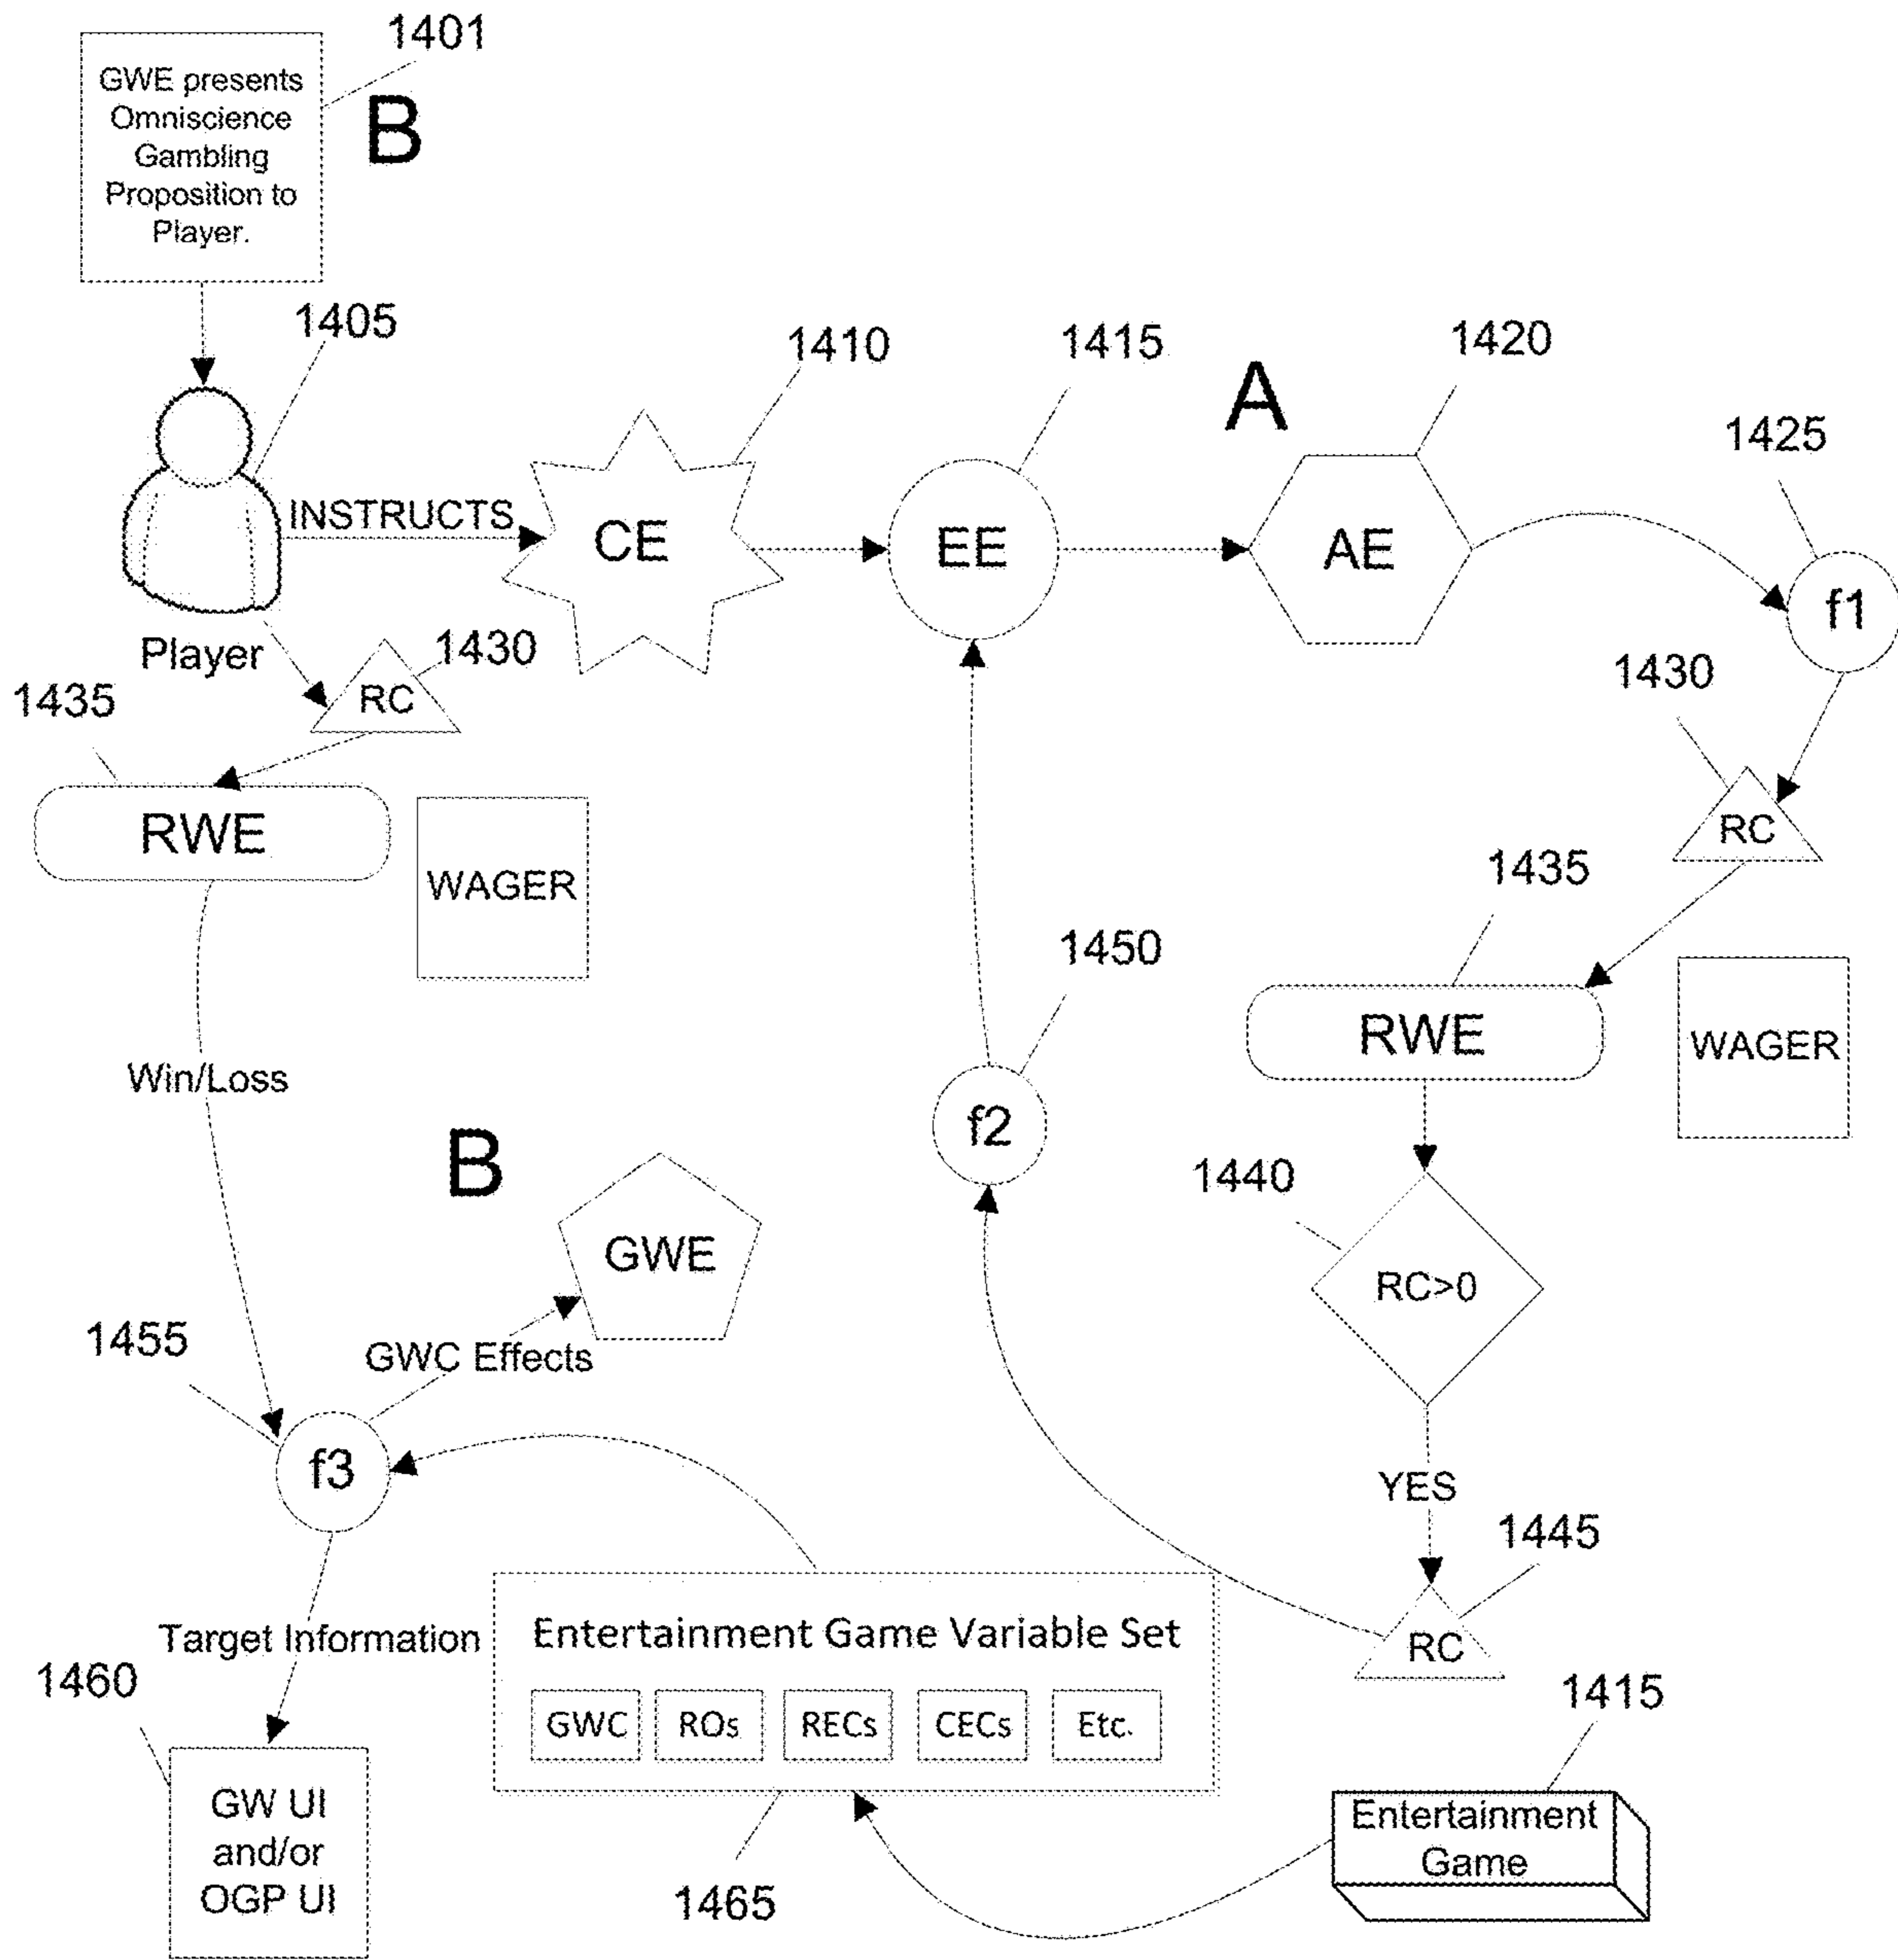 1401
GWE presents
Omniscience
Gambling
Proposition to
Player.
B
1405
1410
1415
1420
A
1425
INSTRUCTS
CE
EE
AE
f1
Player
1430
RC
1430
1435
RWE
WAGER
RC
1435
1450
RWE
WAGER
Win/Loss
f2
B
1440
GWE
RC>0
1455
GWC Effects
f3
YES
1445
Target Information
Entertainment Game Variable Set
RC
1460
GWC
ROs
RECs
CECs
Etc.
1415
GW UI
and/or
OGP UI
1465
Entertainment
Game